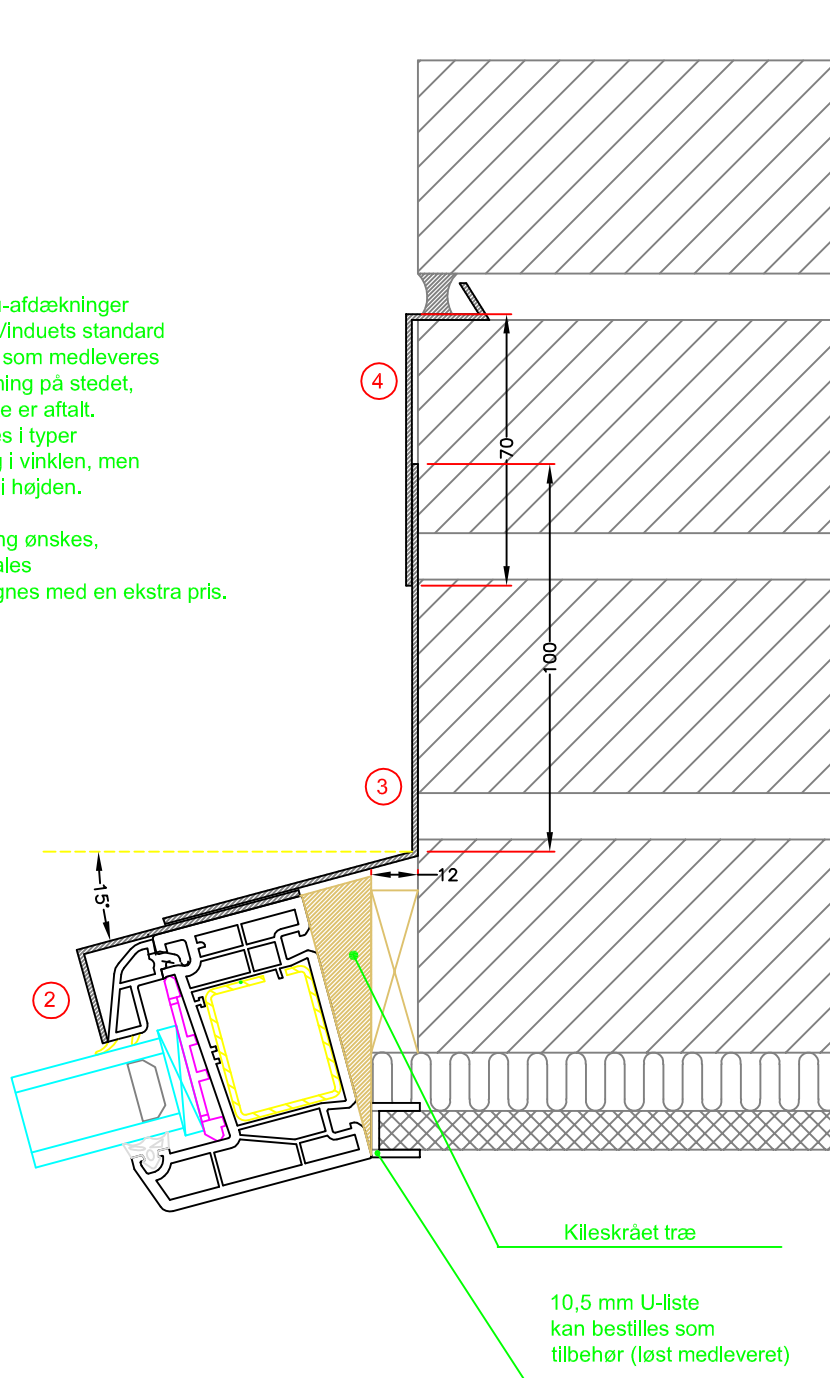 -afdækninger
Vinduets standard
som medleveres
ning på stedet,
e er aftalt.
es i typer
g i vinklen, men
i højden.
ng ønskes,
ales
gnes med en ekstra pris.
4
70
100
3
12
15°
2
Kileskrået træ
10,5 mm U-liste
kan bestilles som
tilbehør (løst medleveret)